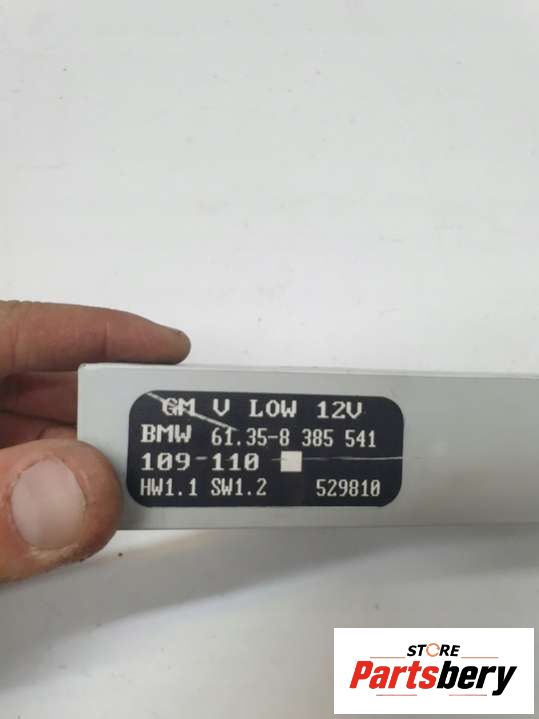 GM V LOW 12V
BMW 61.35-8 385 541
109-110
HW1.1 SW1.2 529810
STORE
Partsbery